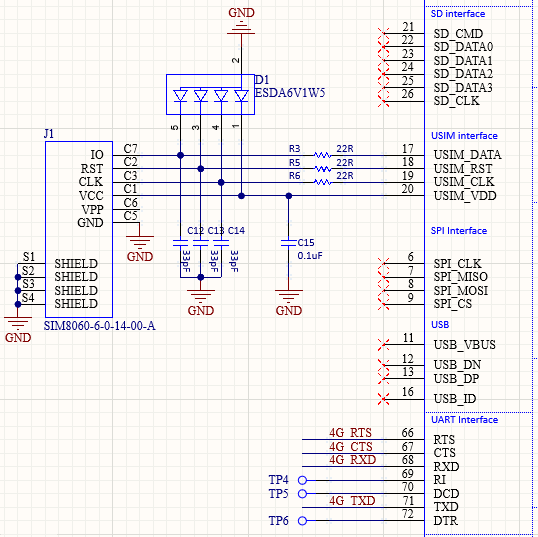 GND
SD interface
21 SD_CMD
22 SD_DATA0
23 SD_DATA1
24 SD_DATA2
25 SD_DATA3
26 SD_CLK
2
D1
ESDA6V1W5
5 3 4 1
USIM interface
J1
IO C7 R3 22R 17 USIM_DATA
RST C2 R5 22R 18 USIM_RST
CLK C3 R6 22R 19 USIM_CLK
VCC C1 20 USIM_VDD
VPP C6
GND C5
GND
C12 C13 C14
33pF 33pF 33pF
C15
0.1uF
GND
GND
SPI Interface
6 SPI_CLK
7 SPI_MISO
8 SPI_MOSI
9 SPI_CS
S1 SHIELD
S2 SHIELD
S3 SHIELD
S4 SHIELD
GND
SIM8060-6-0-14-00-A
USB
11 USB_VBUS
12 USB_DN
13 USB_DP
16 USB_ID
UART Interface
4G_RTS 66 RTS
4G_CTS 67 CTS
4G_RXD 68 RXD
TP4 69 RI
TP5 70 DCD
4G_TXD 71 TXD
TP6 72 DTR